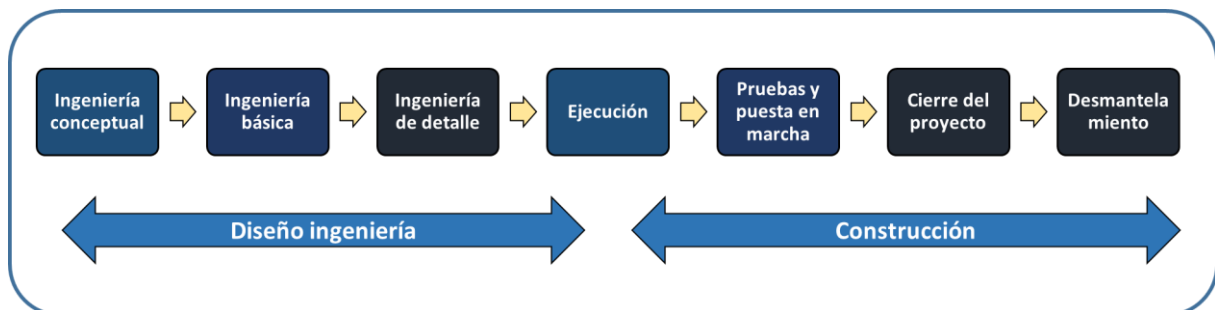 Ingeniería
conceptual
Ingeniería
básica
Ingeniería
de detalle
Ejecución
Pruebas y
puesta en
marcha
Cierre del
proyecto
Desmantela
miento
Diseño ingeniería
Construcción